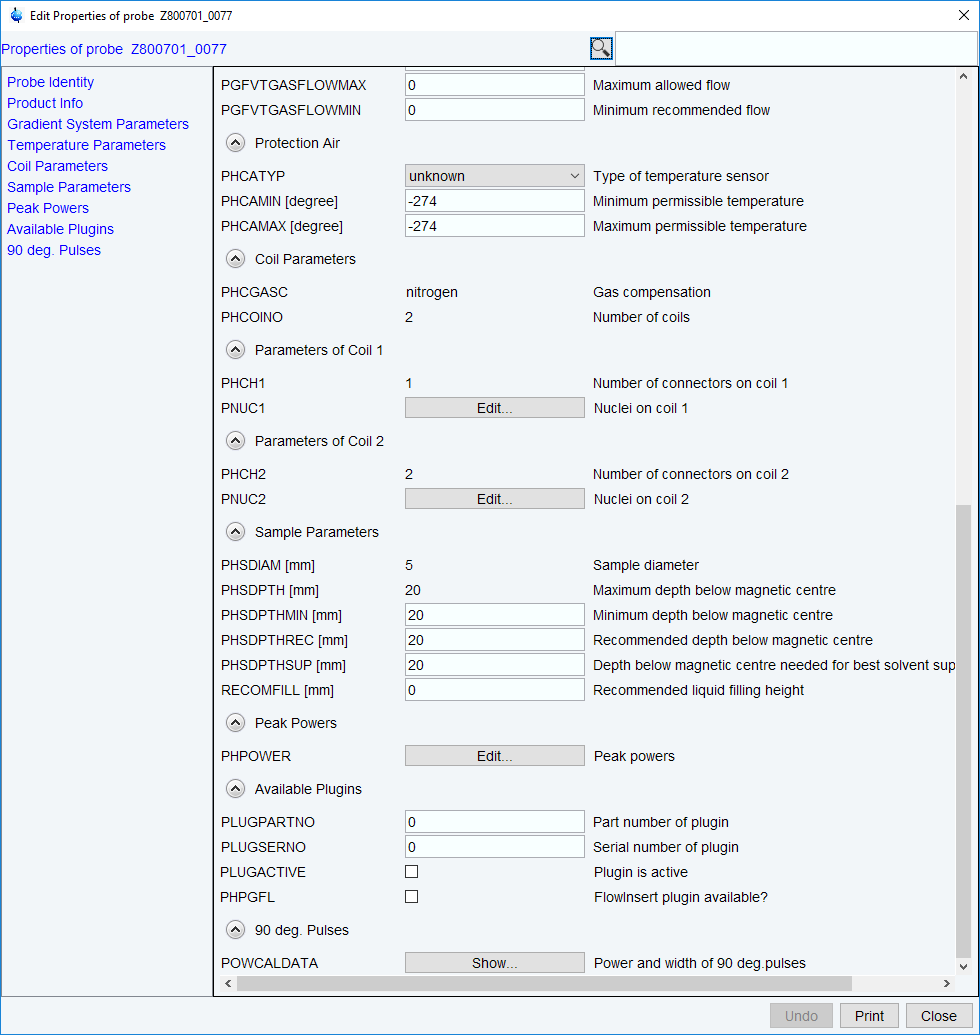 Edit Properties of probe Z800701_0077
Properties of probe Z800701_0077
Probe Identity
Product Info
Gradient System Parameters
Temperature Parameters
Coil Parameters
Sample Parameters
Peak Powers
Available Plugins
90 deg. Pulses
PGFVTGASFLOWMAX 0 Maximum allowed flow
PGFVTGASFLOWMIN 0 Minimum recommended flow
Protection Air
PHCATYP unknown Type of temperature sensor
PHCAMIN [degree] -274 Minimum permissible temperature
PHCAMAX [degree] -274 Maximum permissible temperature
Coil Parameters
PHCGASC nitrogen Gas compensation
PHCOINO 2 Number of coils
Parameters of Coil 1
PHCH1 1 Number of connectors on coil 1
PNUC1 Edit... Nuclei on coil 1
Parameters of Coil 2
PHCH2 2 Number of connectors on coil 2
PNUC2 Edit... Nuclei on coil 2
Sample Parameters
PHSDIAM [mm] 5 Sample diameter
PHSDPTH [mm] 20 Maximum depth below magnetic centre
PHSDPTHMIN [mm] 20 Minimum depth below magnetic centre
PHSDPTHREC [mm] 20 Recommended depth below magnetic centre
PHSDPTHSUP [mm] 20 Depth below magnetic centre needed for best solvent sup
RECOMFILL [mm] 0 Recommended liquid filling height
Peak Powers
PHPOWER Edit... Peak powers
Available Plugins
PLUGPARTNO 0 Part number of plugin
PLUGSERNO 0 Serial number of plugin
PLUGACTIVE Plugin is active
PHPGFL FlowInsert plugin available?
90 deg. Pulses
POWCALDATA Show... Power and width of 90 deg.pulses
Undo Print Close